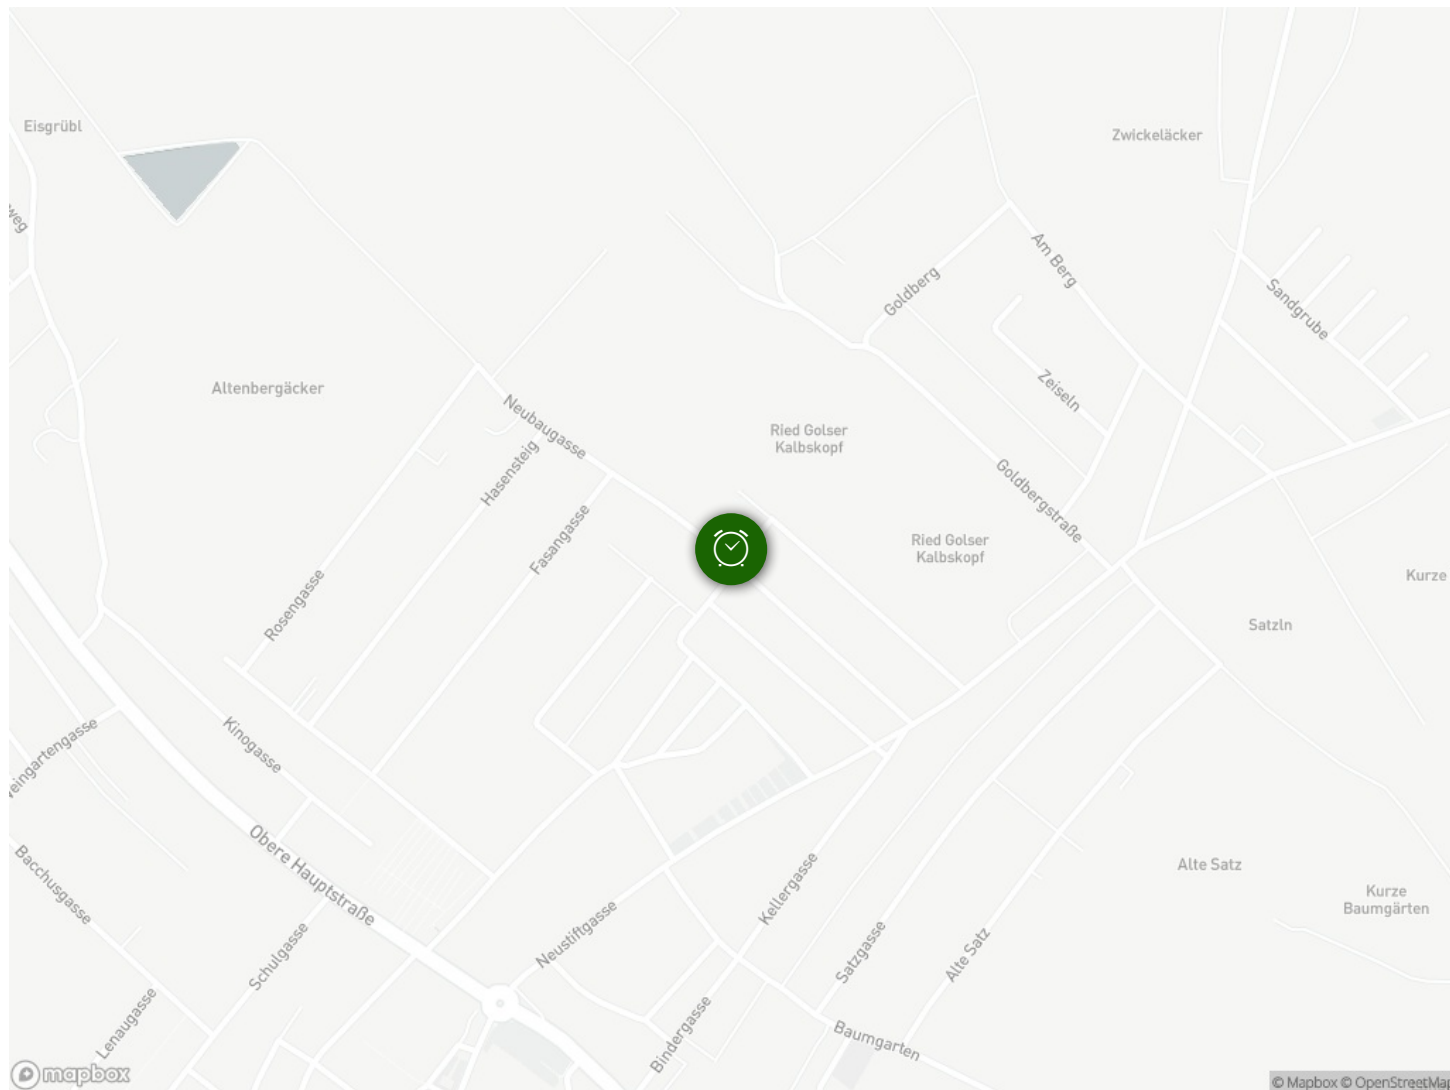 Eisgrübl
Zwickeläcker
weg
Am Berg
Goldberg
Sandgrube
Zeiseln
Altenbergäcker
Neubaugasse
Ried Golser
Kalbskopf
Hasensteig
Goldbergstraße
Fasangasse
Ried Golser
Kalbskopf
Kurze
Rosengasse
Satzln
Kinogasse
eingartengasse
Obere Hauptstraße
Bacchusgasse
Alte Satz
Kellergasse
Kurze
Baumgärten
Neustiftgasse
Schulgasse
Satzgasse
Alte Satz
Lenaugasse
Bindergasse
Baumgarten
mapbox
© Mapbox © OpenStreetMap